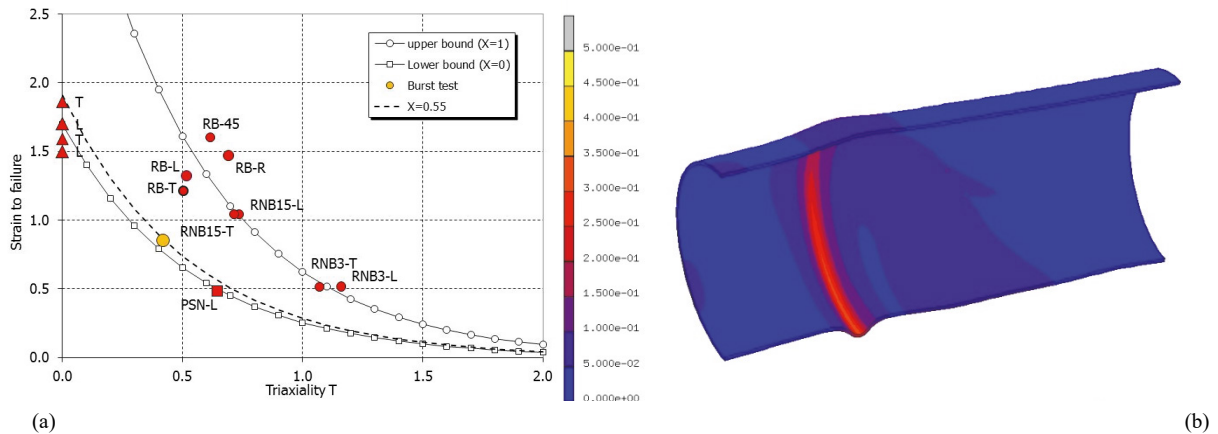 2.5
2.0
1.5
1.0
0.5
0.0
Strain to failure
0.0
0.5
1.0
1.5
2.0
Triaxiality T
upper bound (X=1)
Lower bound (X=0)
Burst test
X=0.55
T
L
T
L
RB-45
RB-R
RB-L
RB-T
RNB15-L
RNB15-T
RNB3-T
RNB3-L
PSN-L
5.000e-01
4.500e-01
4.000e-01
3.500e-01
3.000e-01
2.500e-01
2.000e-01
1.500e-01
1.000e-01
5.000e-02
0.000e+00
(a)
(b)